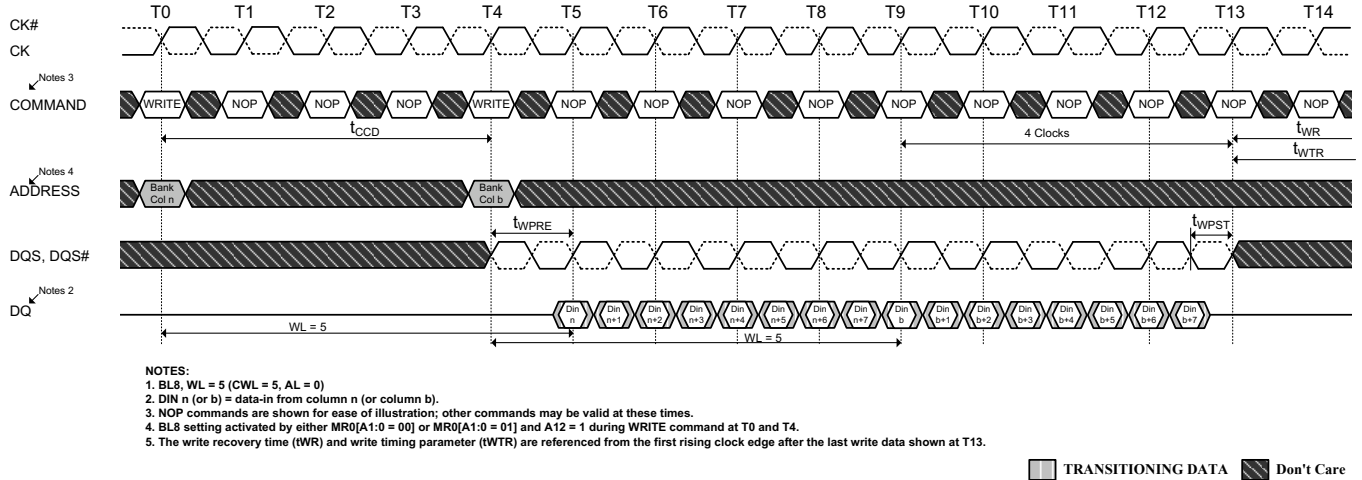 T0 T1 T2 T3 T4 T5 T6 T7 T8 T9 T10 T11 T12 T13 T14
CK#
CK
Notes 3
COMMAND
WRITE NOP NOP NOP WRITE NOP NOP NOP NOP NOP NOP NOP NOP NOP NOP
tCCD
4 Clocks
tWR
tWTR
Notes 4
ADDRESS
Bank Col n
Bank Col b
tWPRE
tWPST
DQS, DQS#
Notes 2
DQ
Din n Din n+1 Din n+2 Din n+3 Din n+4 Din n+5 Din n+6 Din n+7 Din b Din b+1 Din b+2 Din b+3 Din b+4 Din b+5 Din b+6 Din b+7
WL = 5
WL = 5
NOTES:
1. BL8, WL = 5 (CWL = 5, AL = 0)
2. DIN n (or b) = data-in from column n (or column b).
3. NOP commands are shown for ease of illustration; other commands may be valid at these times.
4. BL8 setting activated by either MR0[A1:0 = 00] or MR0[A1:0 = 01] and A12 = 1 during WRITE command at T0 and T4.
5. The write recovery time (tWR) and write timing parameter (tWTR) are referenced from the first rising clock edge after the last write data shown at T13.
TRANSITIONING DATA
Don't Care